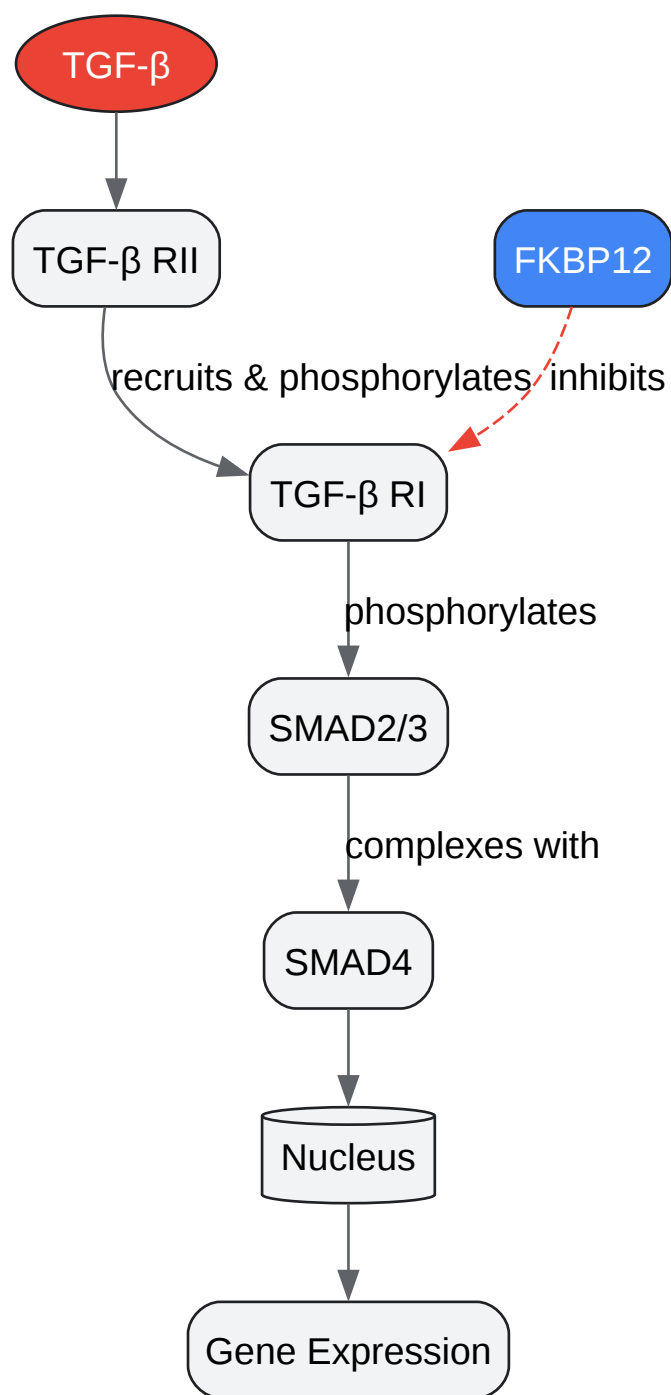 TGF-β
TGF-β RII
FKBP12
recruits & phosphorylates
inhibits
TGF-β RI
phosphorylates
SMAD2/3
complexes with
SMAD4
Nucleus
Gene Expression